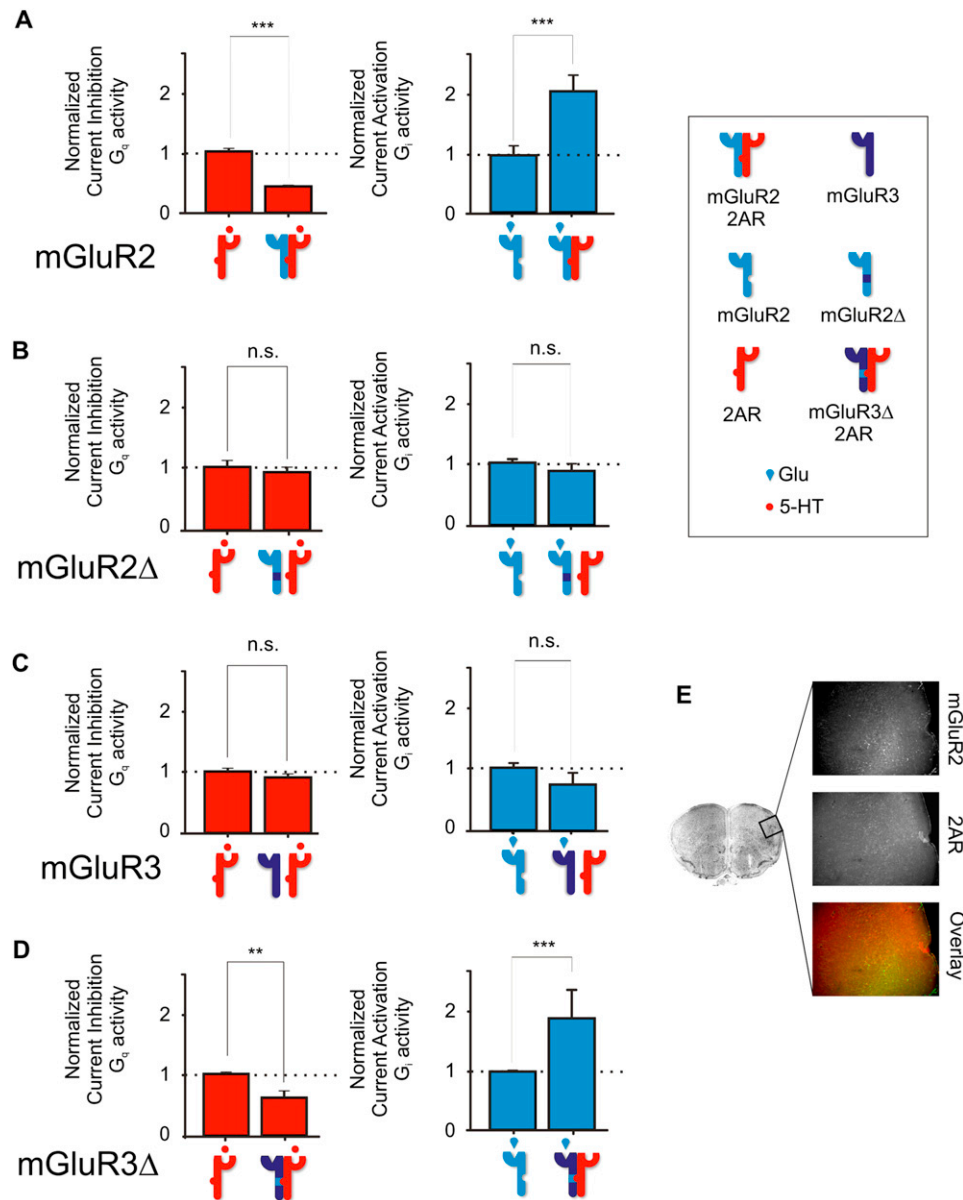 A
Normalized
Current Inhibition
Gq activity
2
1
0
***
Normalized
Current Activation
Gi activity
2
1
0
***
mGluR2
B
Normalized
Current Inhibition
Gq activity
2
1
0
n.s.
Normalized
Current Activation
Gi activity
2
1
0
n.s.
mGluR2Δ
C
Normalized
Current Inhibition
Gq activity
2
1
0
n.s.
Normalized
Current Activation
Gi activity
2
1
0
n.s.
mGluR3
D
Normalized
Current Inhibition
Gq activity
2
1
0
**
Normalized
Current Activation
Gi activity
2
1
0
***
mGluR3Δ
mGluR2
2AR
mGluR3
mGluR2
mGluR2Δ
2AR
mGluR3Δ
2AR
Glu
5-HT
E
mGluR2
2AR
Overlay